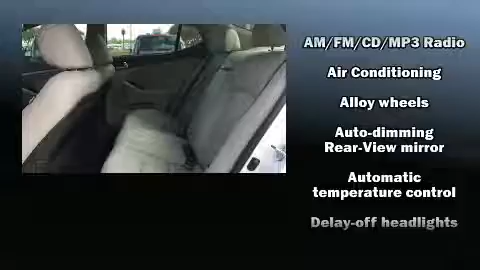 AM/FM/CD/MP3 Radio
Air Conditioning
Alloy wheels
Auto-dimming
Rear-View mirror
Automatic
temperature control
Delay-off headlights